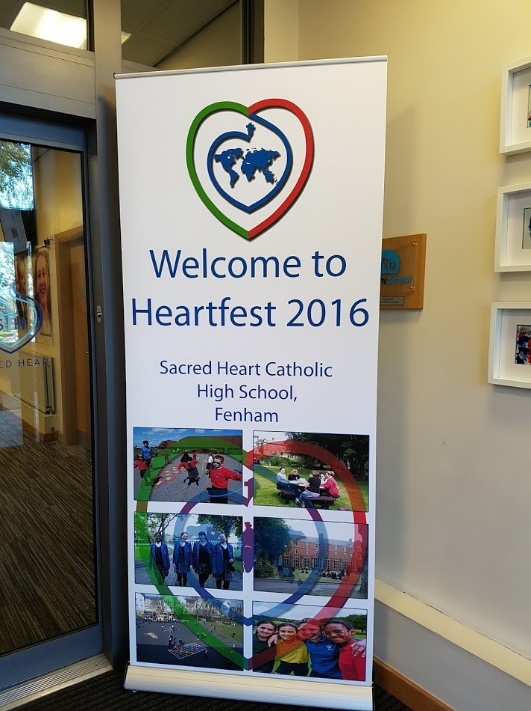 Welcome to
Heartfest 2016
Sacred Heart Catholic
High School,
Fenham